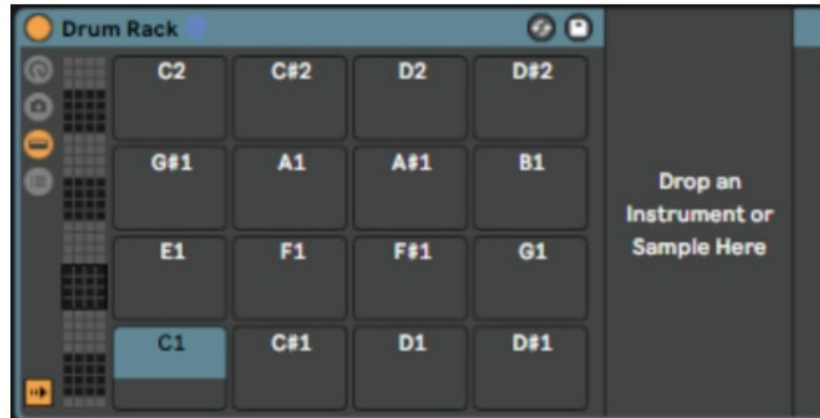 Drum Rack
C2 C#2 D2 D#2
G#1 A1 A#1 B1
E1 F1 F#1 G1
C1 C#1 D1 D#1
Drop an
Instrument or
Sample Here